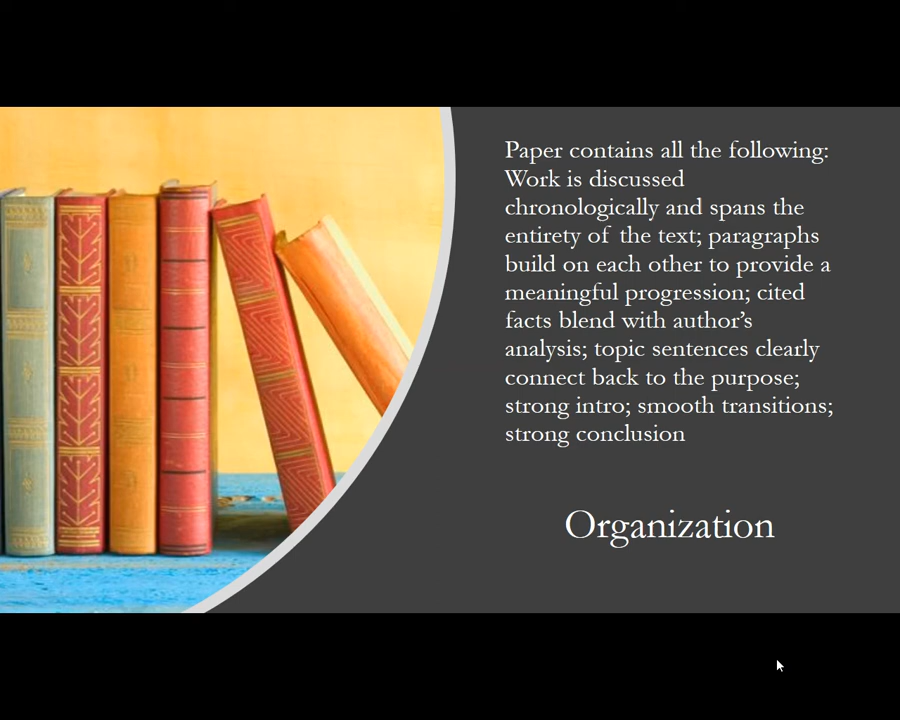 Paper contains all the following:
Work is discussed
chronologically and spans the
entirety of the text; paragraphs
build on each other to provide a
meaningful progression; cited
facts blend with author’s
analysis; topic sentences clearly
connect back to the purpose;
strong intro; smooth transitions;
strong conclusion
Organization